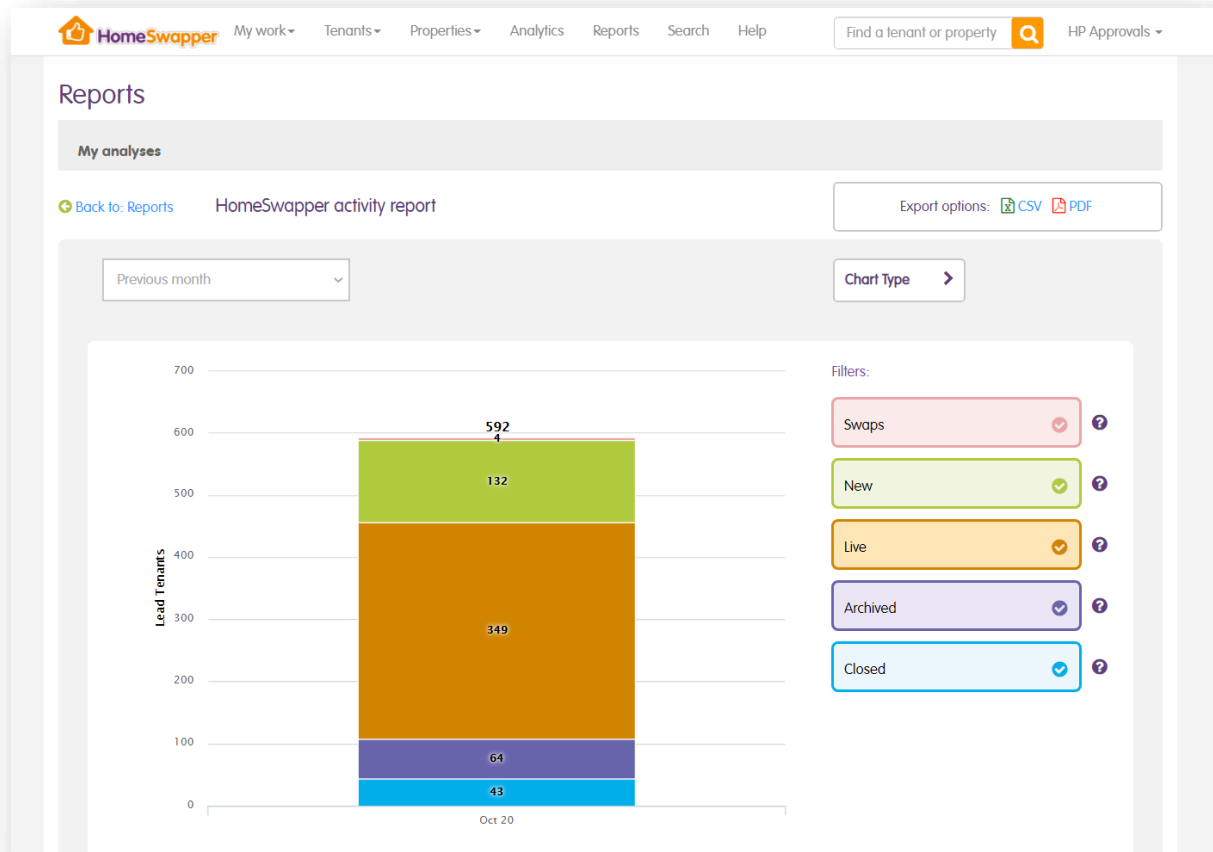 HomeSwapper My work Tenants Properties Analytics Reports Search Help Find a tenant or property HP Approvals
Reports
My analyses
Back to: Reports HomeSwapper activity report Export options: CSV PDF
Previous month Chart Type
Filters:
Swaps
New
Live
Archived
Closed
Lead Tenants
700
600
500
400
300
200
100
0
592
4
132
349
64
43
Oct 20